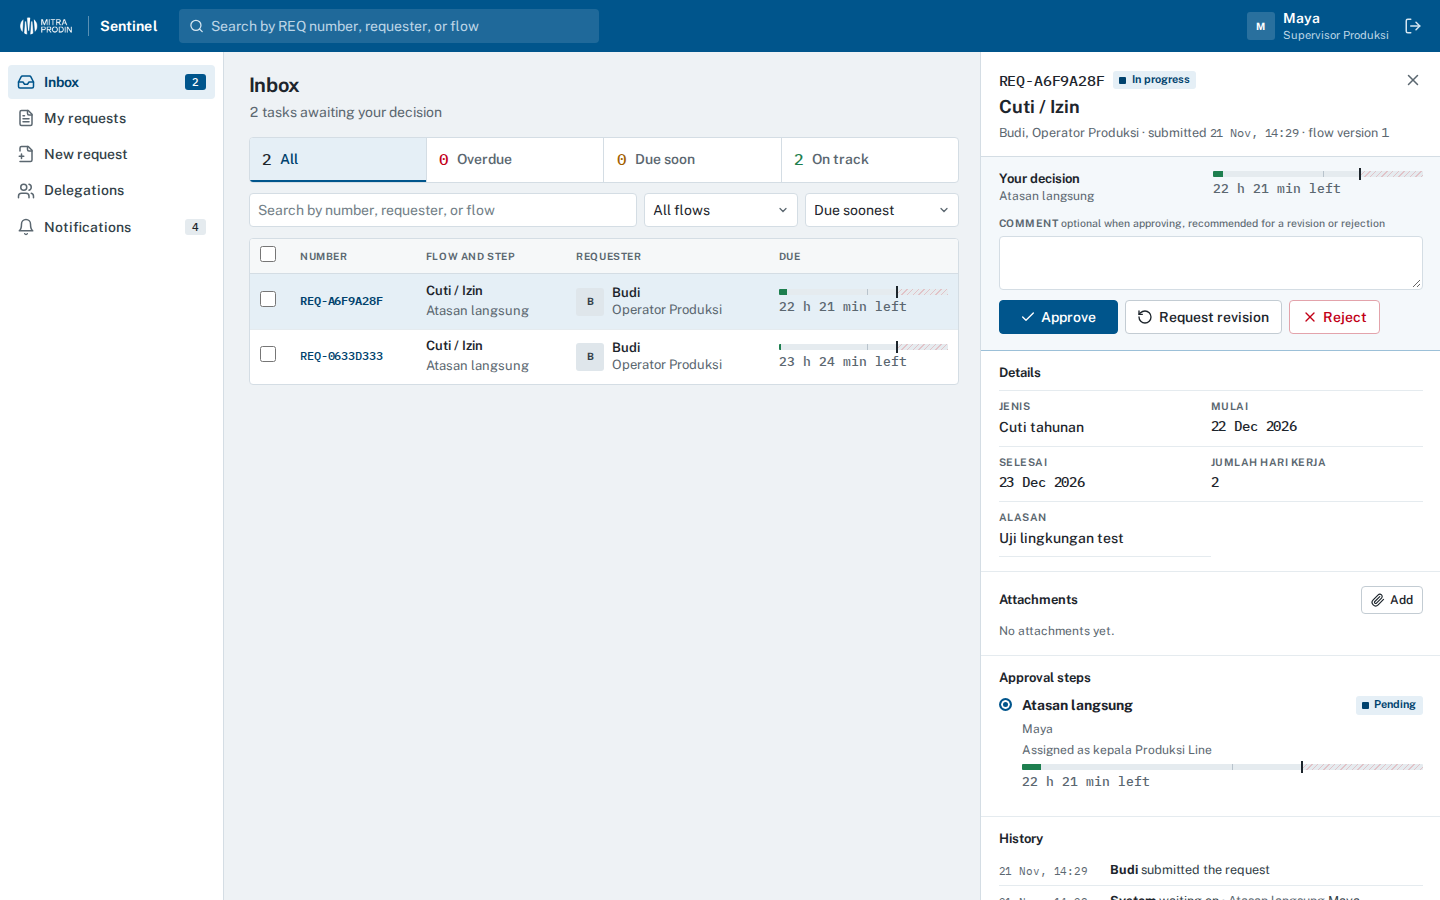 MITRA
PRODIN
Sentinel
Search by REQ number, requester, or flow
M
Maya
Supervisor Produksi
Inbox
2
My requests
New request
Delegations
Notifications
4
Inbox
2 tasks awaiting your decision
2 All
0 Overdue
0 Due soon
2 On track
Search by number, requester, or flow
All flows
Due soonest
NUMBER
FLOW AND STEP
REQUESTER
DUE
REQ-A6F9A28F
Cuti / Izin
Atasan langsung
B
Budi
Operator Produksi
22 h 21 min left
REQ-0633D333
Cuti / Izin
Atasan langsung
B
Budi
Operator Produksi
23 h 24 min left
REQ-A6F9A28F
In progress
Cuti / Izin
Budi, Operator Produksi · submitted 21 Nov, 14:29 · flow version 1
Your decision
Atasan langsung
22 h 21 min left
COMMENT optional when approving, recommended for a revision or rejection
Approve
Request revision
Reject
Details
JENIS
Cuti tahunan
MULAI
22 Dec 2026
SELESAI
23 Dec 2026
JUMLAH HARI KERJA
2
ALASAN
Uji lingkungan test
Attachments
Add
No attachments yet.
Approval steps
Atasan langsung
Pending
Maya
Assigned as kepala Produksi Line
22 h 21 min left
History
21 Nov, 14:29
Budi submitted the request